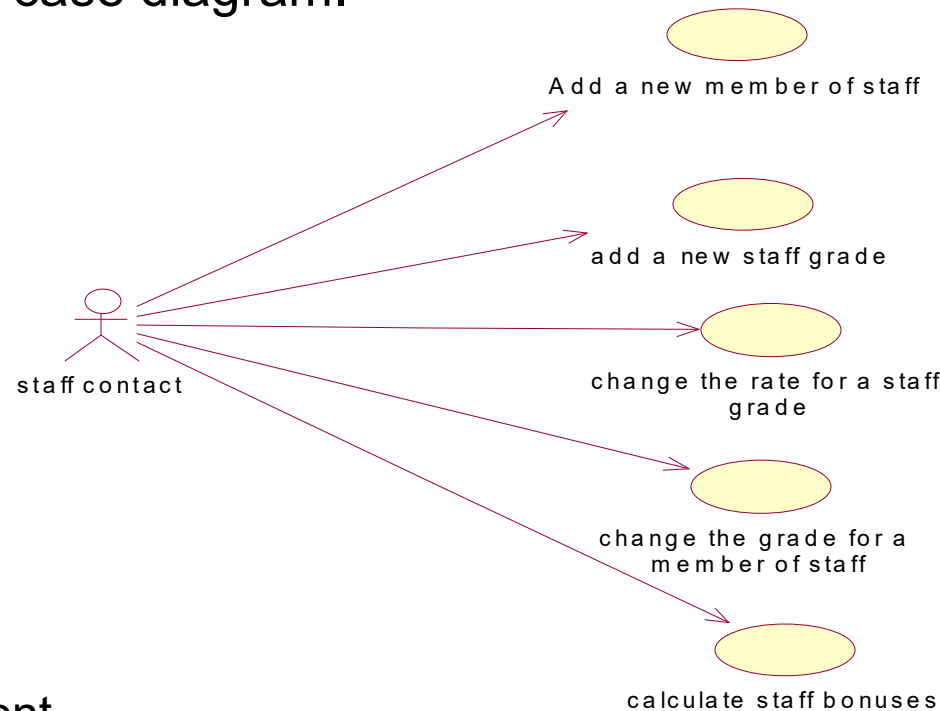 case diagram.
Add a new member of staff
add a new staff grade
staff contact
change the rate for a staff
grade
change the grade for a
member of staff
calculate staff bonuses